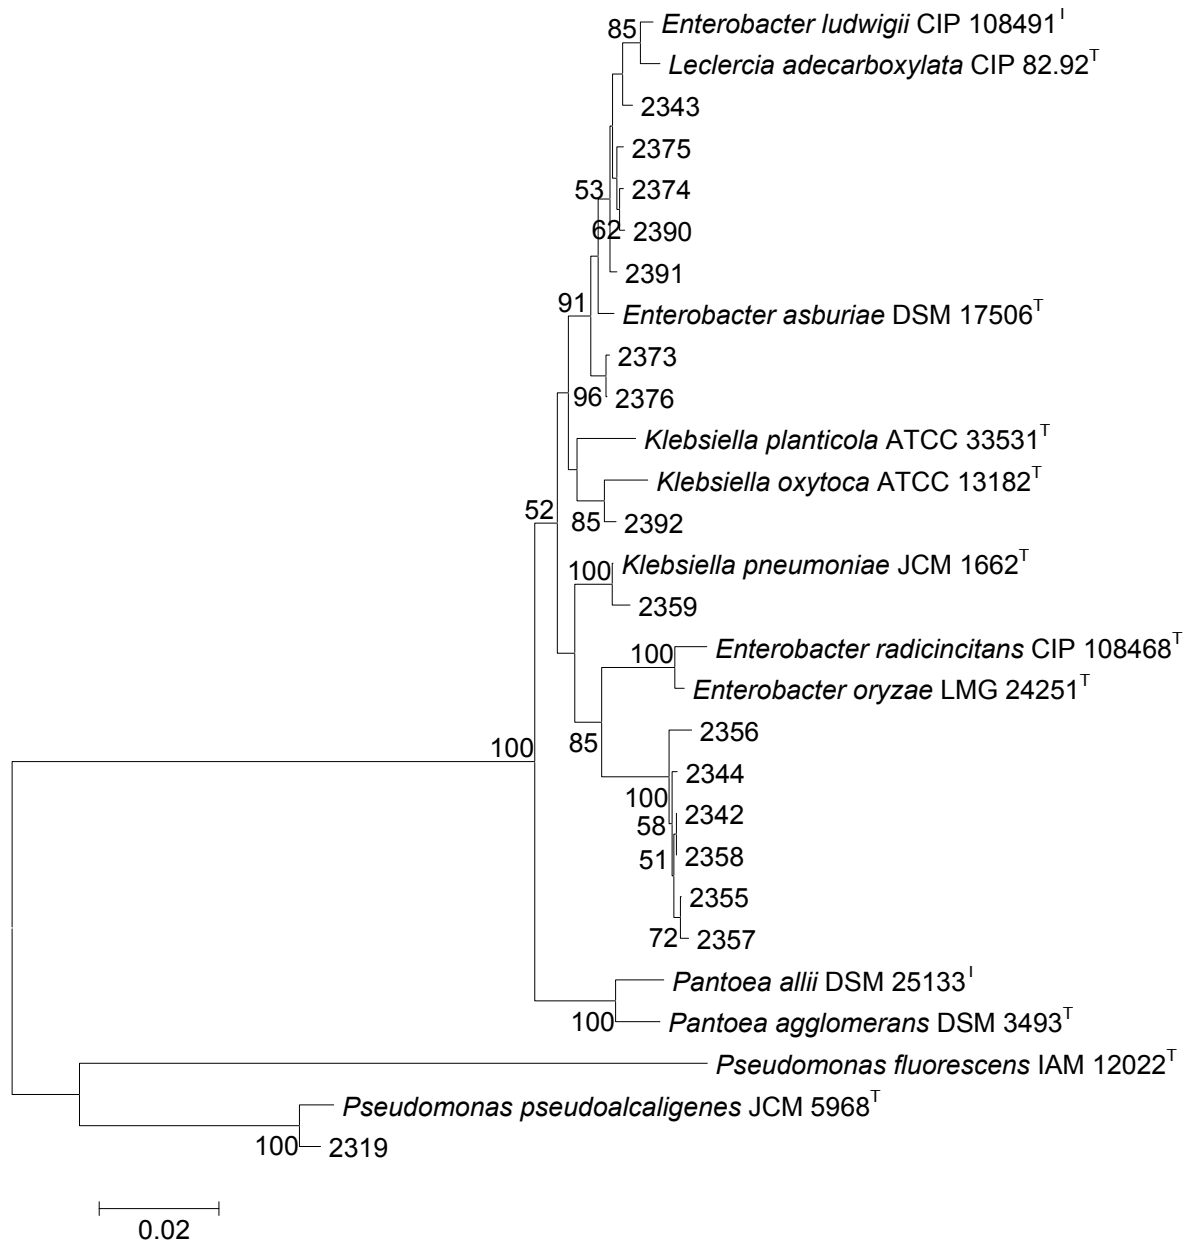 85 Enterobacter ludwigii CIP 108491T
Leclercia adecarboxylata CIP 82.92T
2343
2375
53 2374
62 2390
2391
91 Enterobacter asburiae DSM 17506T
2373
96 2376
Klebsiella planticola ATCC 33531T
Klebsiella oxytoca ATCC 13182T
52 85 2392
100 Klebsiella pneumoniae JCM 1662T
2359
100 Enterobacter radicincitans CIP 108468T
Enterobacter oryzae LMG 24251T
100 85 2356
2344
100
58 2342
51 2358
2355
72 2357
Pantoea allii DSM 25133T
100 Pantoea agglomerans DSM 3493T
Pseudomonas fluorescens IAM 12022T
Pseudomonas pseudoalcaligenes JCM 5968T
100 2319
0.02